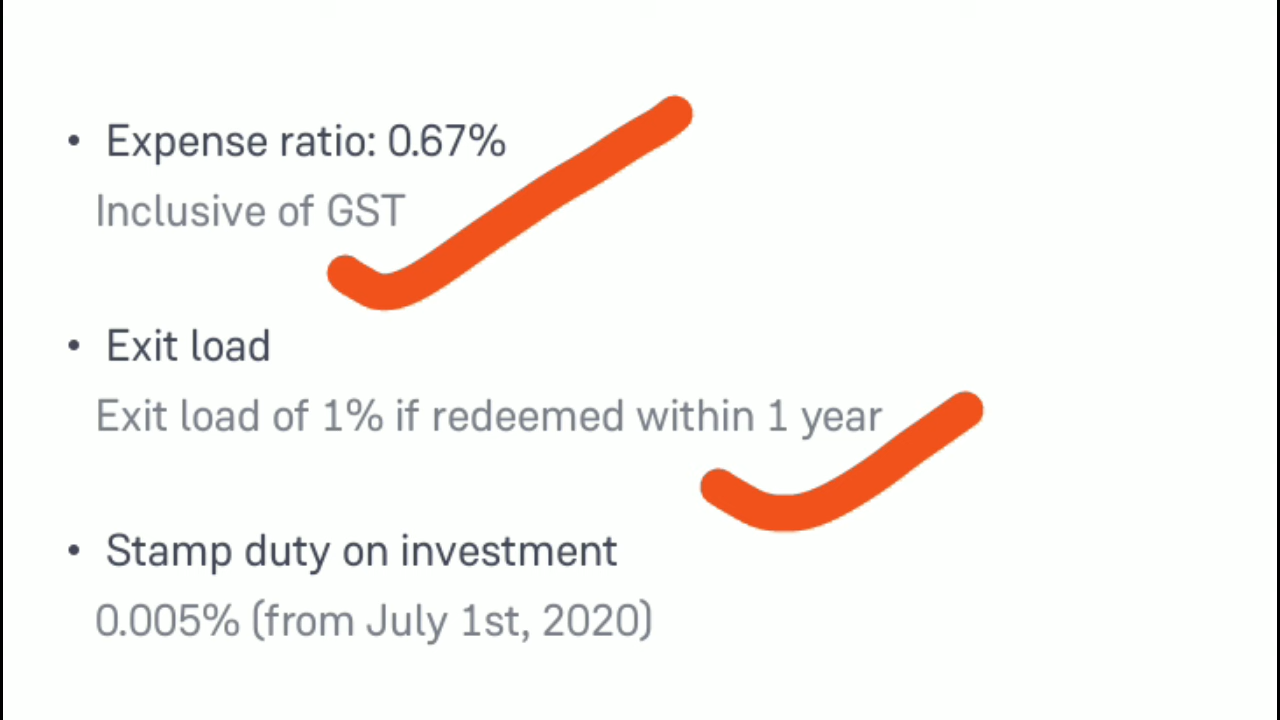 • Expense ratio: 0.67%
Inclusive of GST
• Exit load
Exit load of 1% if redeemed within 1 year
• Stamp duty on investment
0.005% (from July 1st, 2020)